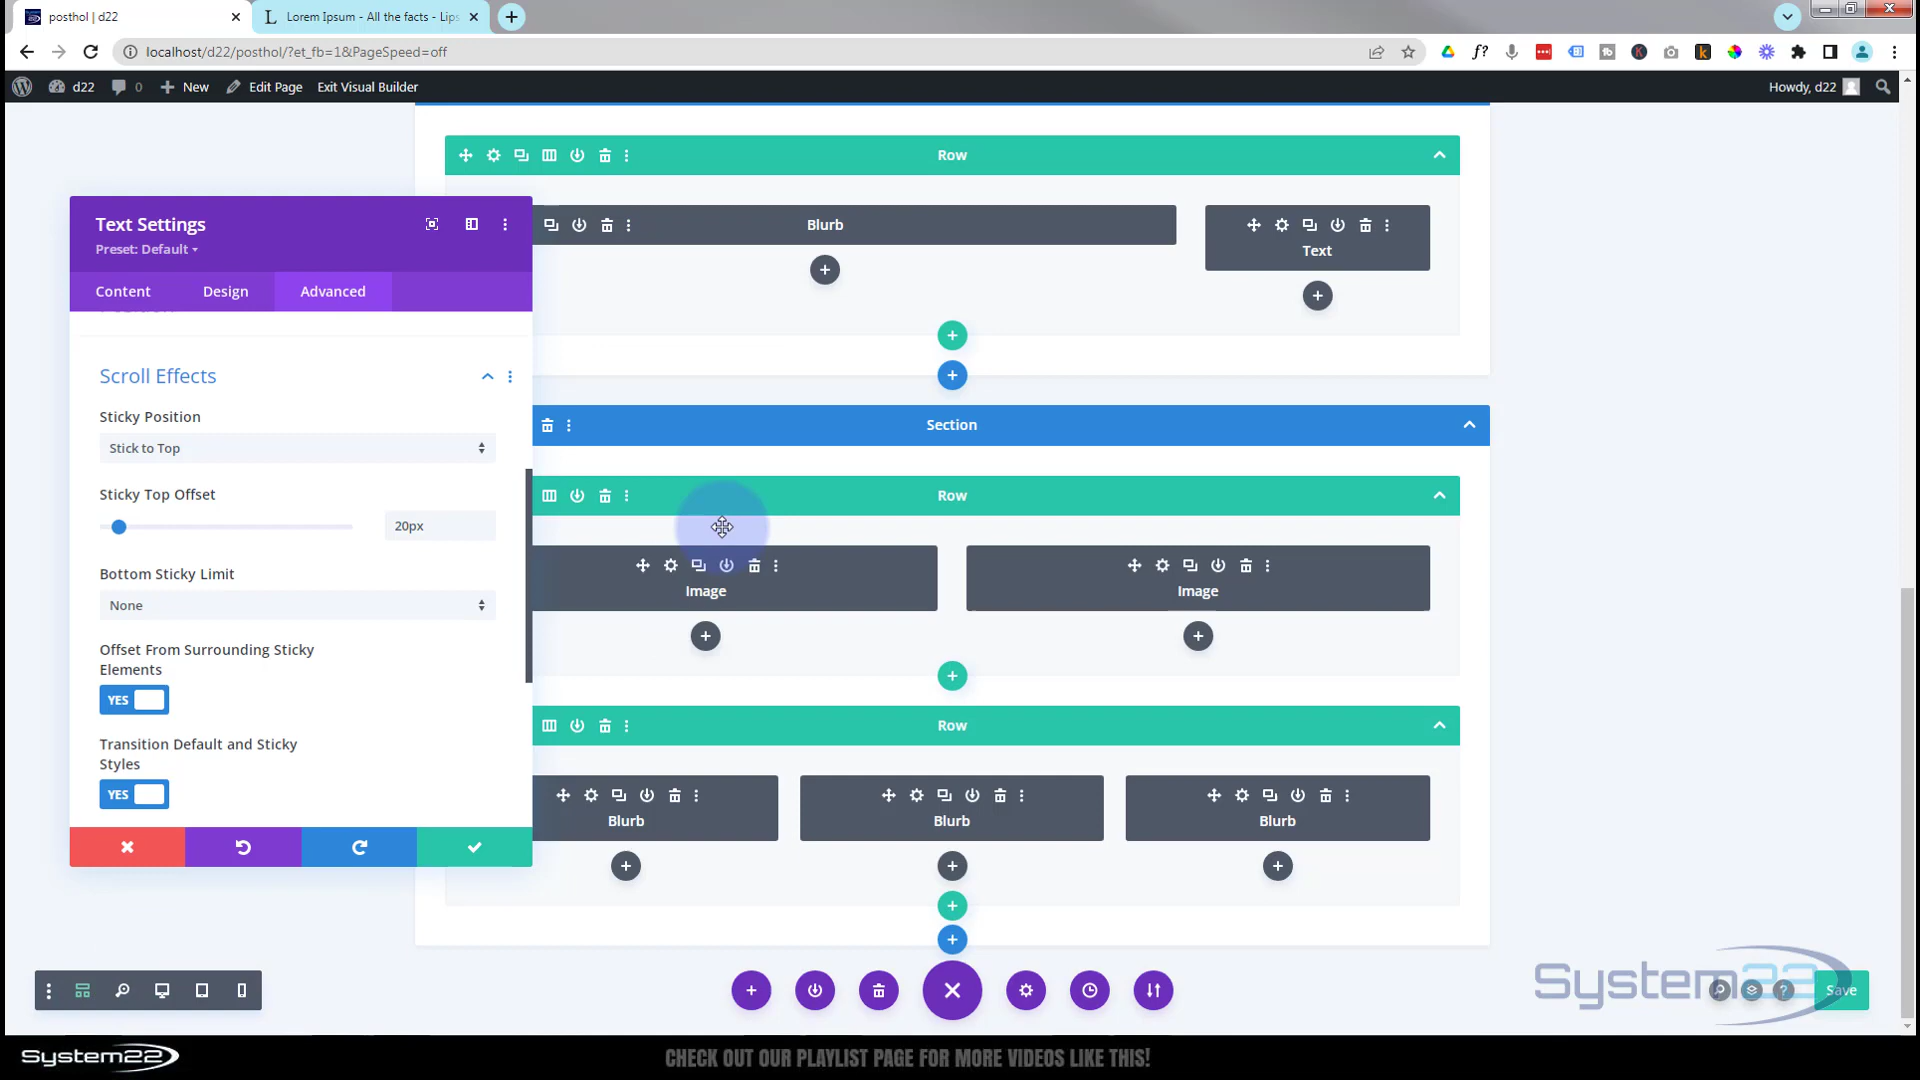 posthol | d22
Lorem Ipsum - All the facts - Lips
localhost/d22/posthol/?et_fb=1&PageSpeed=off
d22
0
New
Edit Page
Exit Visual Builder
Howdy, d22
Row
Text Settings
Preset: Default
Content
Design
Advanced
Blurb
Text
Scroll Effects
Sticky Position
Stick to Top
Sticky Top Offset
20px
Bottom Sticky Limit
None
Offset From Surrounding Sticky
Elements
YES
Transition Default and Sticky
Styles
YES
Section
Row
Image
Image
Row
Blurb
Blurb
Blurb
System22
Save
System22
CHECK OUT OUR PLAYLIST PAGE FOR MORE VIDEOS LIKE THIS!